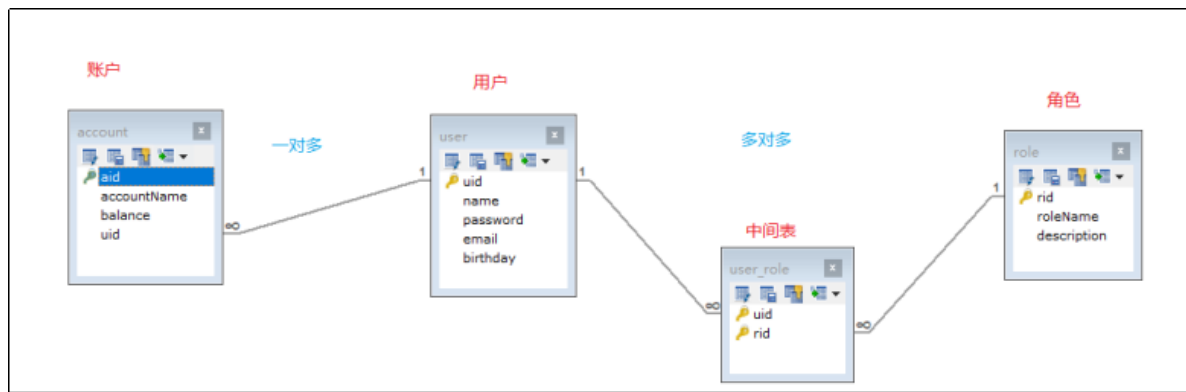 账户
account
aid
accountName
balance
uid
一对多
∞
1
用户
user
uid
name
password
email
birthday
1
多对多
中间表
user_role
uid
rid
∞
∞
1
角色
role
rid
roleName
description